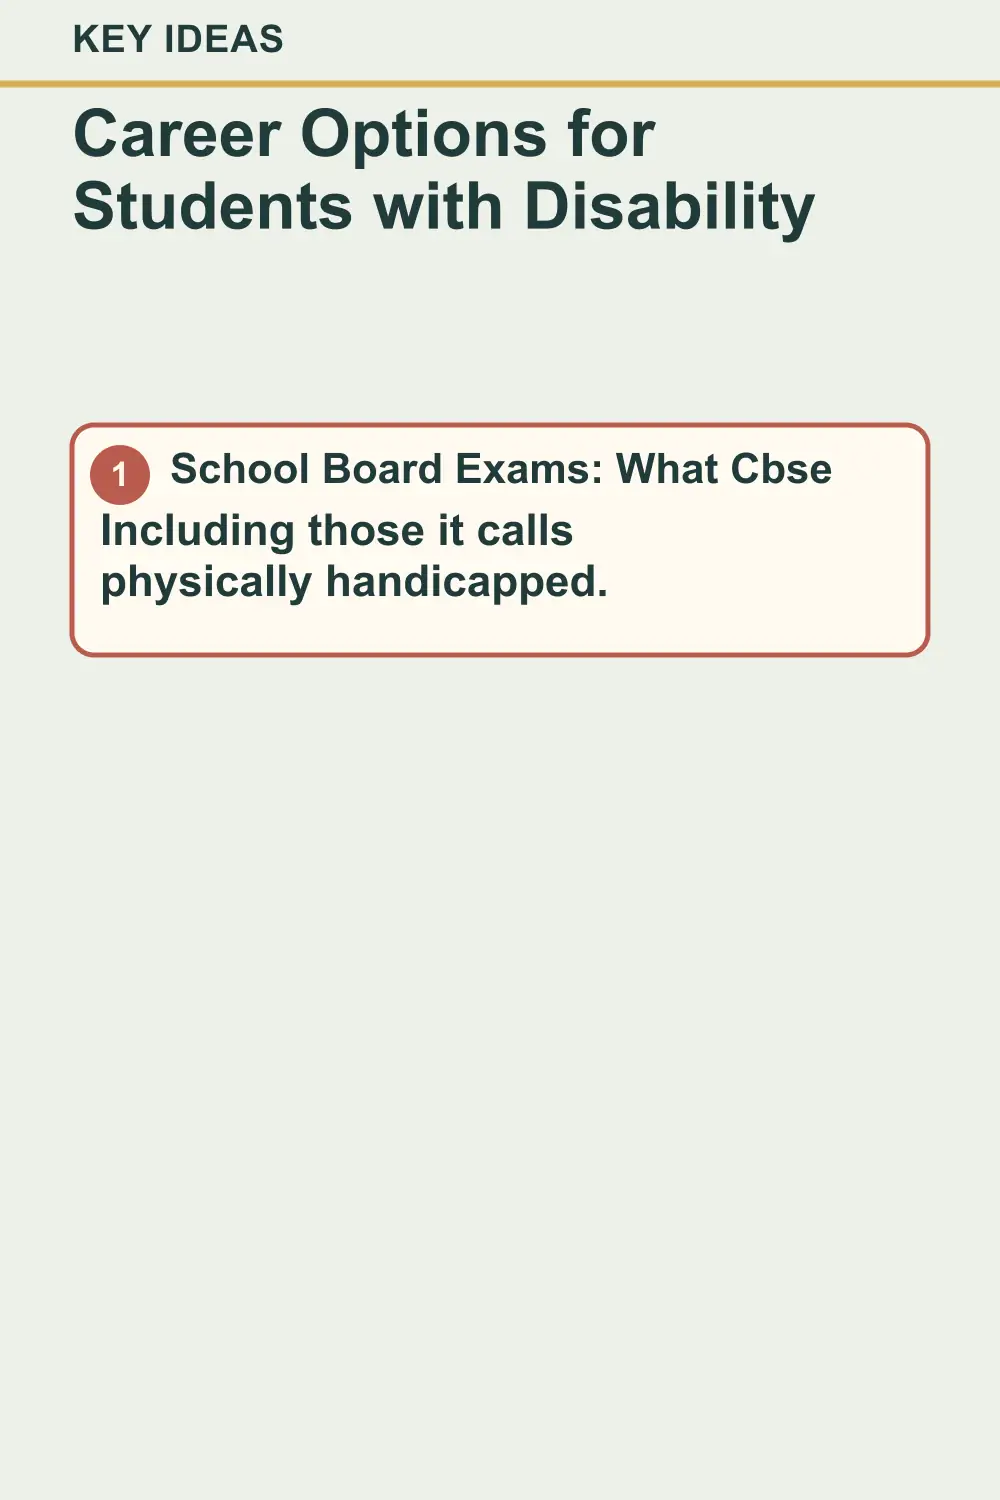 KEY IDEAS
Career Options for
Students with Disability
1 School Board Exams: What Cbse
Including those it calls
physically handicapped.